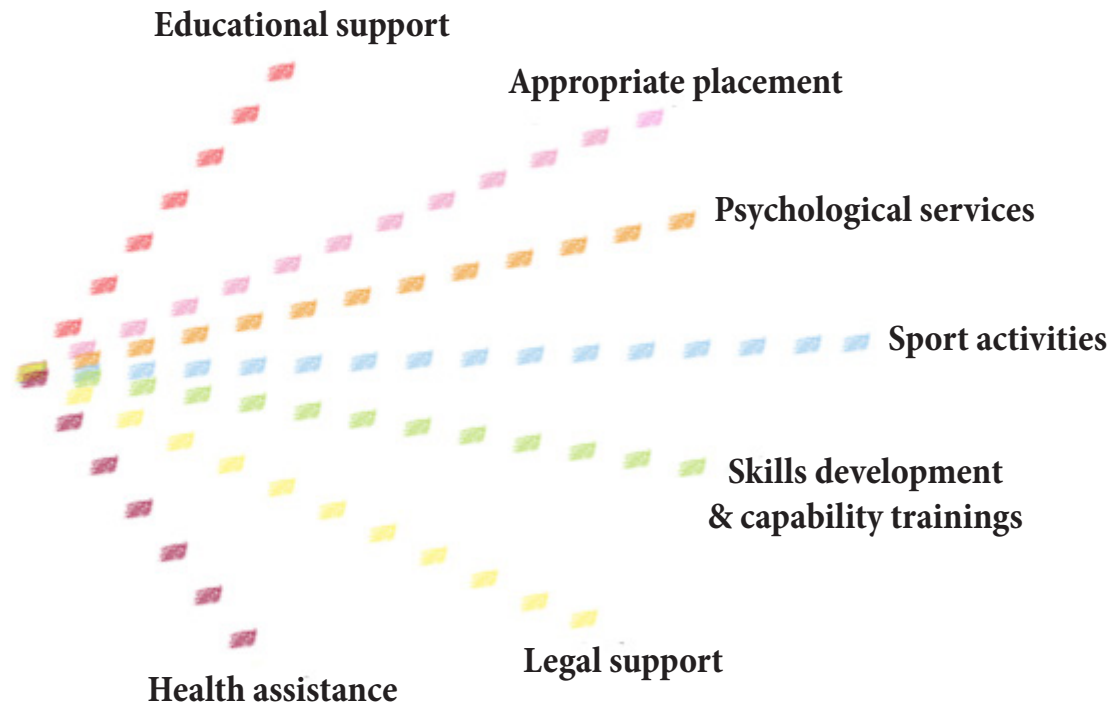 Educational support
Appropriate placement
Psychological services
Sport activities
Skills development
& capability trainings
Legal support
Health assistance